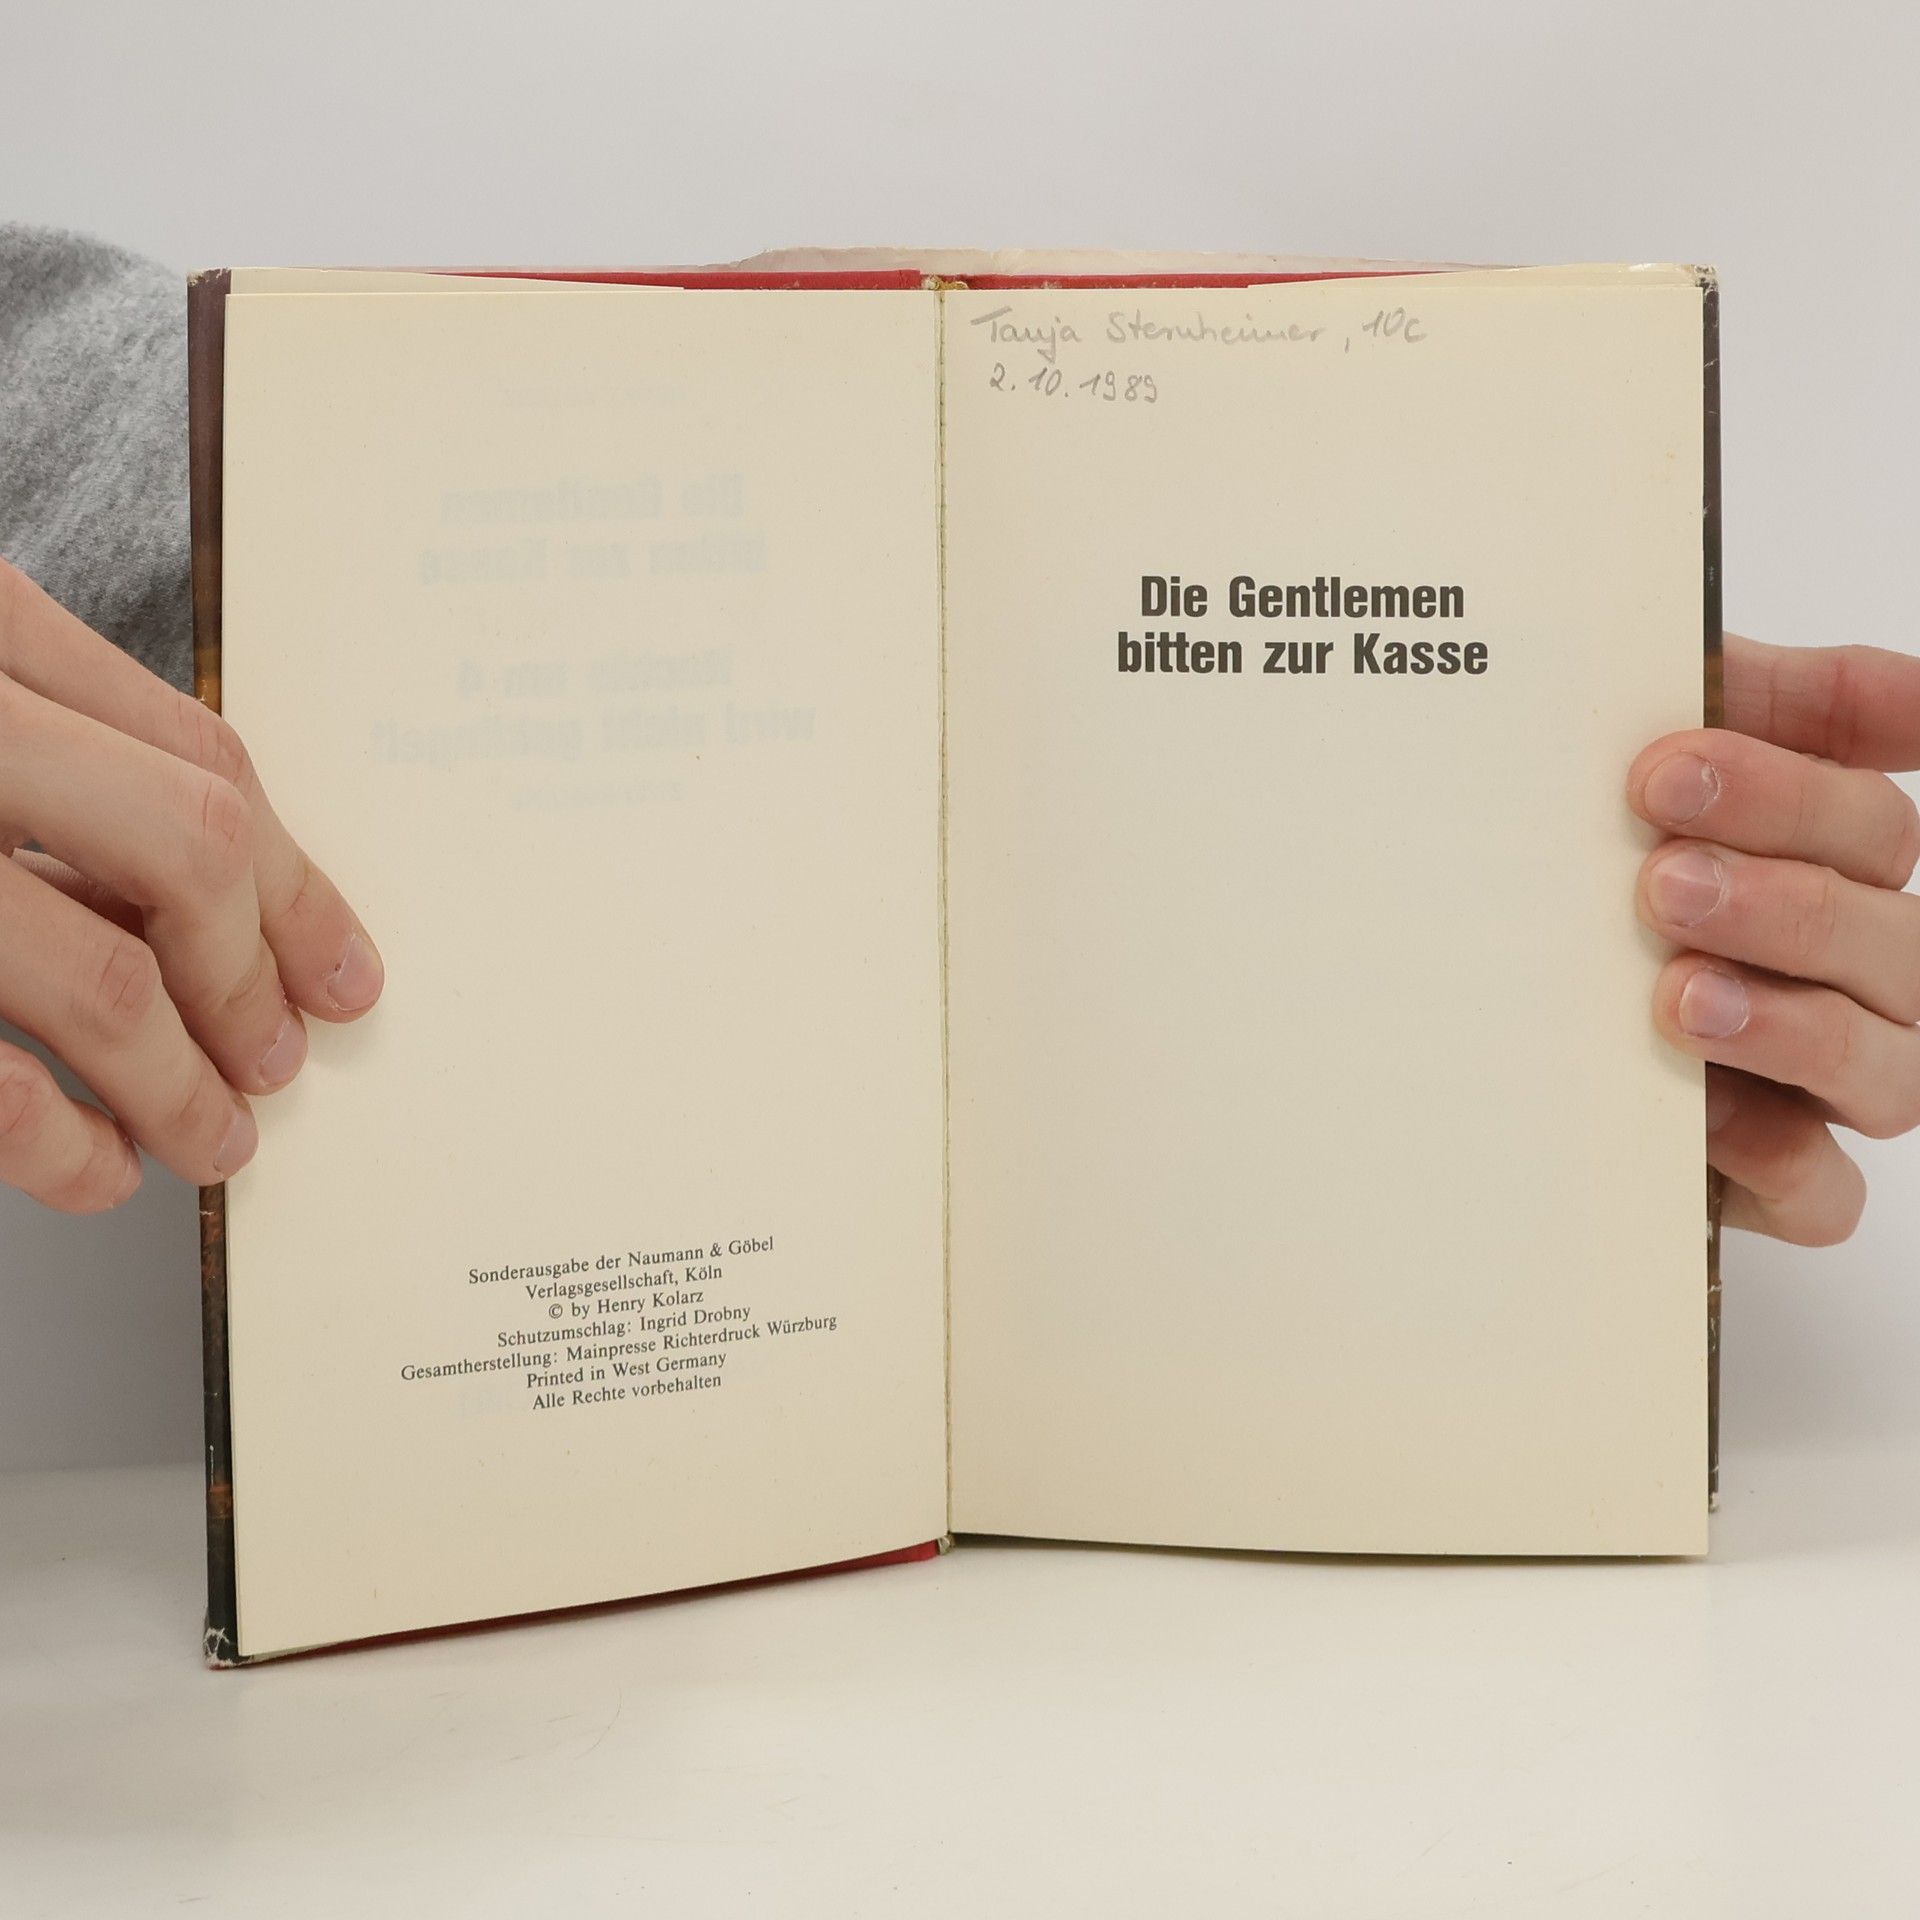 Sonderausgabe der Naumann & Göbel
Verlagsgesellschaft, Köln
© by Henry Kolarz
Schutzumschlag: Ingrid Drobny
Gesamtherstellung: Mainpresse Richterdruck Würzburg
Printed in West Germany
Alle Rechte vorbehalten
Tanja Sternheimer, 10c
2.10.1989
Die Gentlemen
bitten zur Kasse